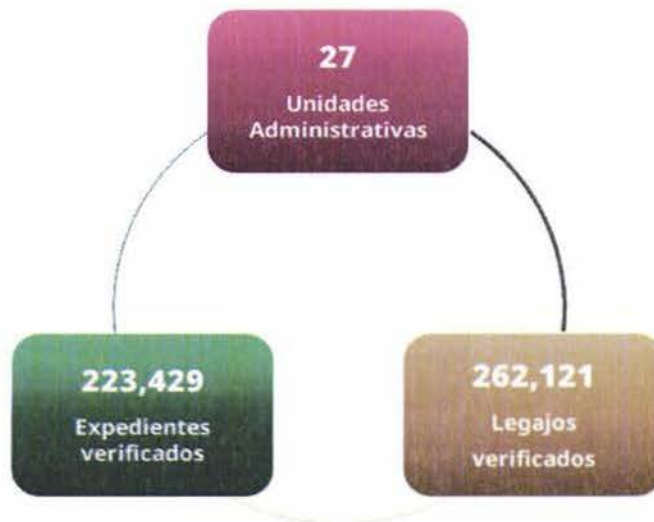 27
Unidades
Administrativas
223,429
Expedientes
verificados
262,121
Legajos
verificados